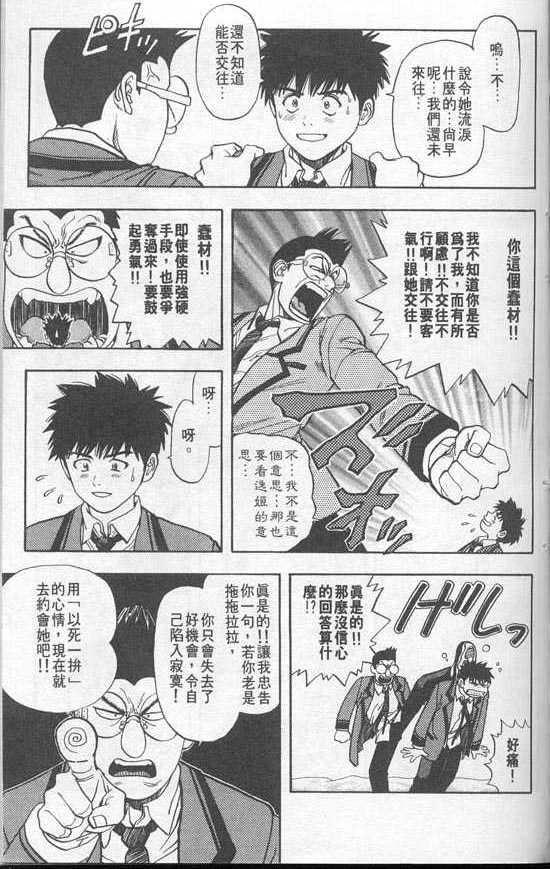 嗚…不…
說令她流淚
什麼的…尚早
呢…我們還未
來往…
還不知道
能否交往…
ピキッ
你這個蠢材!!
我不知道你是否
為了我,而有所
顧慮!!不交往不
行啊!請不要客
氣!!跟她交往!
不…我不是這
個意思…那也
要看逸姬的意
思…
蠢材!!
即使使用強硬
手段,也要爭
奪過來!要鼓
起勇氣!!
呀…
呀。
真是的!!
那麼沒信心
的回答算什
麼!?
げしっ
好痛!
真是的!!讓我忠告
你一句,若你老是
拖拖拉拉,
你只會失去了
好機會,令自
己陷入寂寞!
用「以死一拚」
的心情,現在就
去約會她吧!!